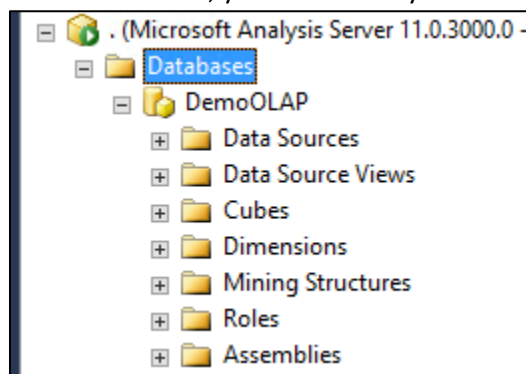 . (Microsoft Analysis Server 11.0.3000.0 -
Databases
DemoOLAP
Data Sources
Data Source Views
Cubes
Dimensions
Mining Structures
Roles
Assemblies